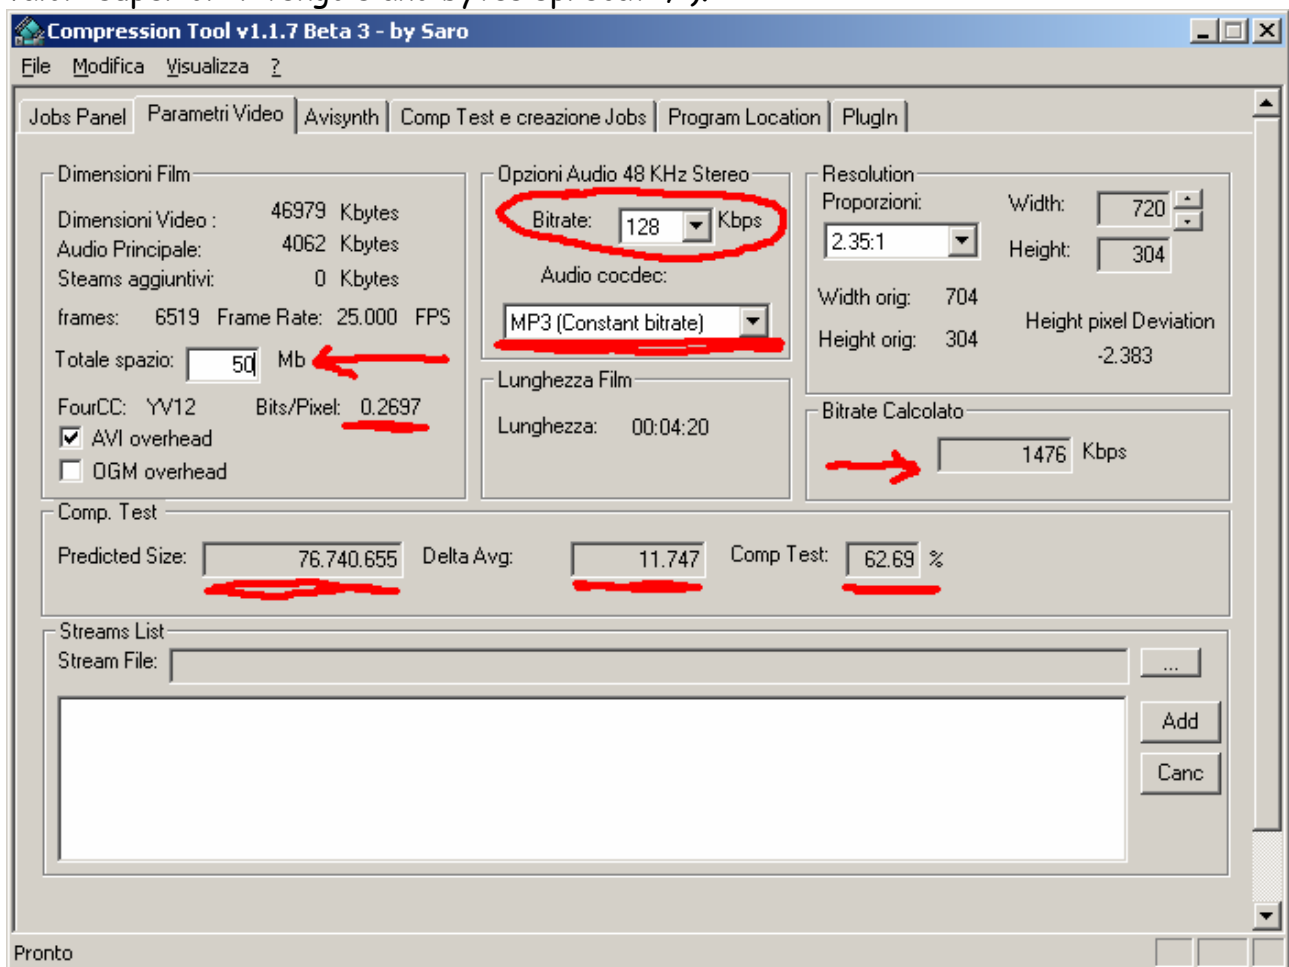 Compression Tool v1.1.7 Beta 3 - by Saro
File Modifica Visualizza ?
Jobs Panel Parametri Video Avisynth Comp Test e creazione Jobs Program Location PlugIn
Dimensioni Film
Dimensioni Video : 46979 Kbytes
Audio Principale: 4062 Kbytes
Steams aggiuntivi: 0 Kbytes
frames: 6519 Frame Rate: 25.000 FPS
Totale spazio: 50 Mb
FourCC: YV12 Bits/Pixel: 0.2697
AVI overhead
OGM overhead
Opzioni Audio 48 KHz Stereo
Bitrate: 128 Kbps
Audio cocdec:
MP3 (Constant bitrate)
Lunghezza Film
Lunghezza: 00:04:20
Resolution
Proporzioni: Width: 720
2.35:1 Height: 304
Width orig: 704
Height orig: 304
Height pixel Deviation
-2.383
Bitrate Calcolato
1476 Kbps
Comp. Test
Predicted Size: 76.740.655 Delta Avg: 11.747 Comp Test: 62.69 %
Streams List
Stream File: ...
Add
Canc
Pronto